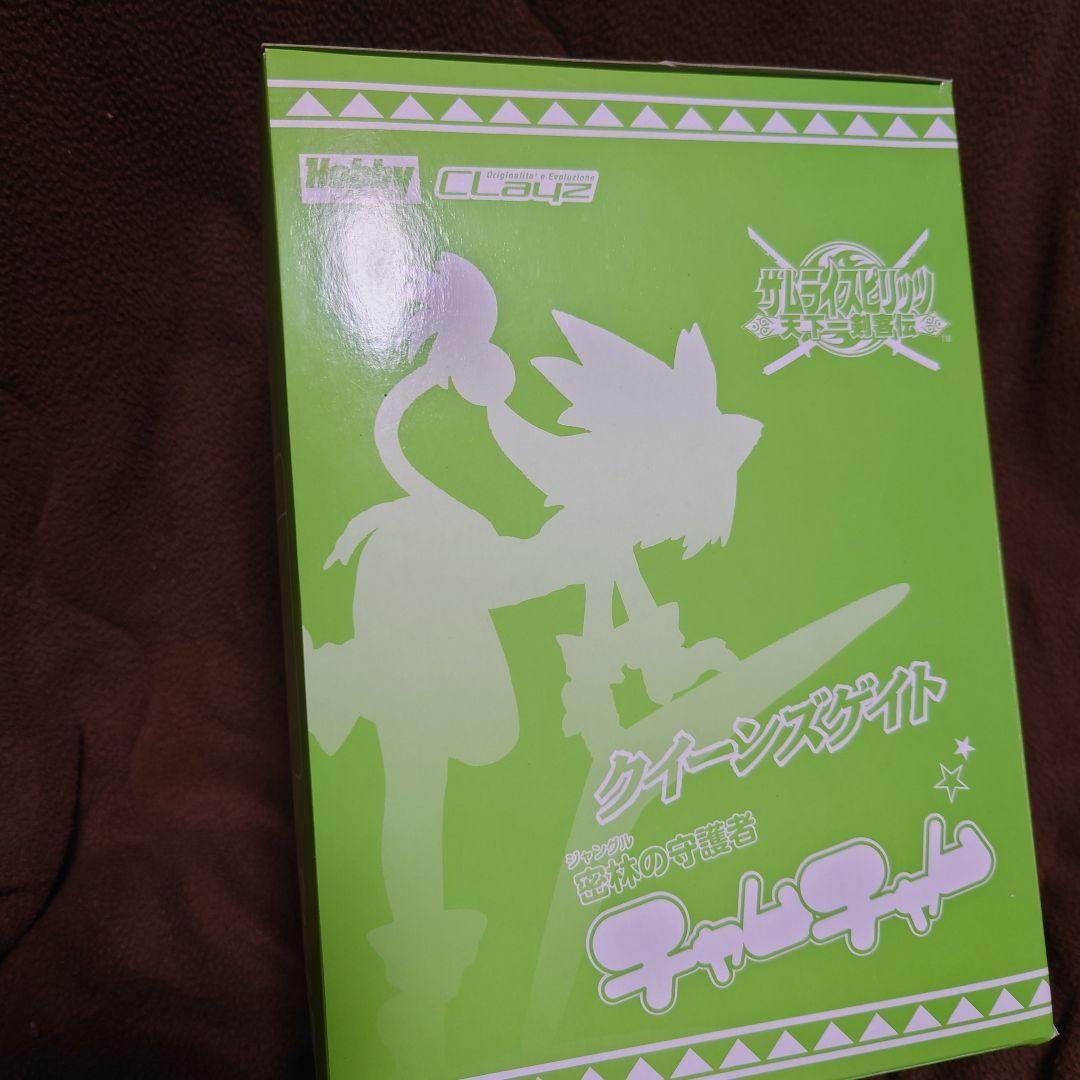 Hobby
Originalita' e Evoluzione
CLayz
サムライスピリッツ
天下一剣客伝
TM
クイーンズゲイト
ジャングル
密林の守護者
チャムチャム